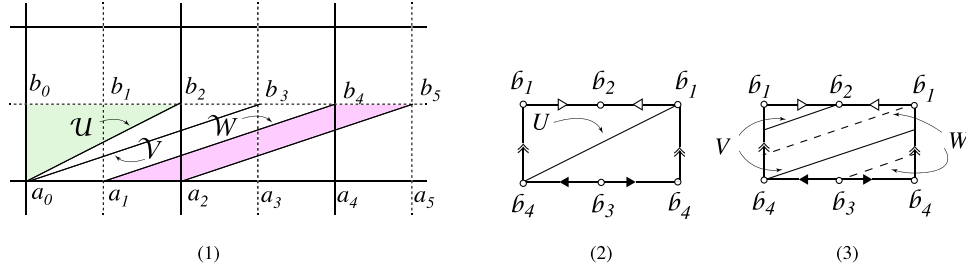 b₀ b₁ b₂ b₃ b₄ b₅
𝒰 𝒱 𝒲
a₀ a₁ a₂ a₃ a₄ a₅
(1)
b₁ b₂ b₁
U
b₄ b₃ b₄
(2)
b₁ b₂ b₁
V W
b₄ b₃ b₄
(3)